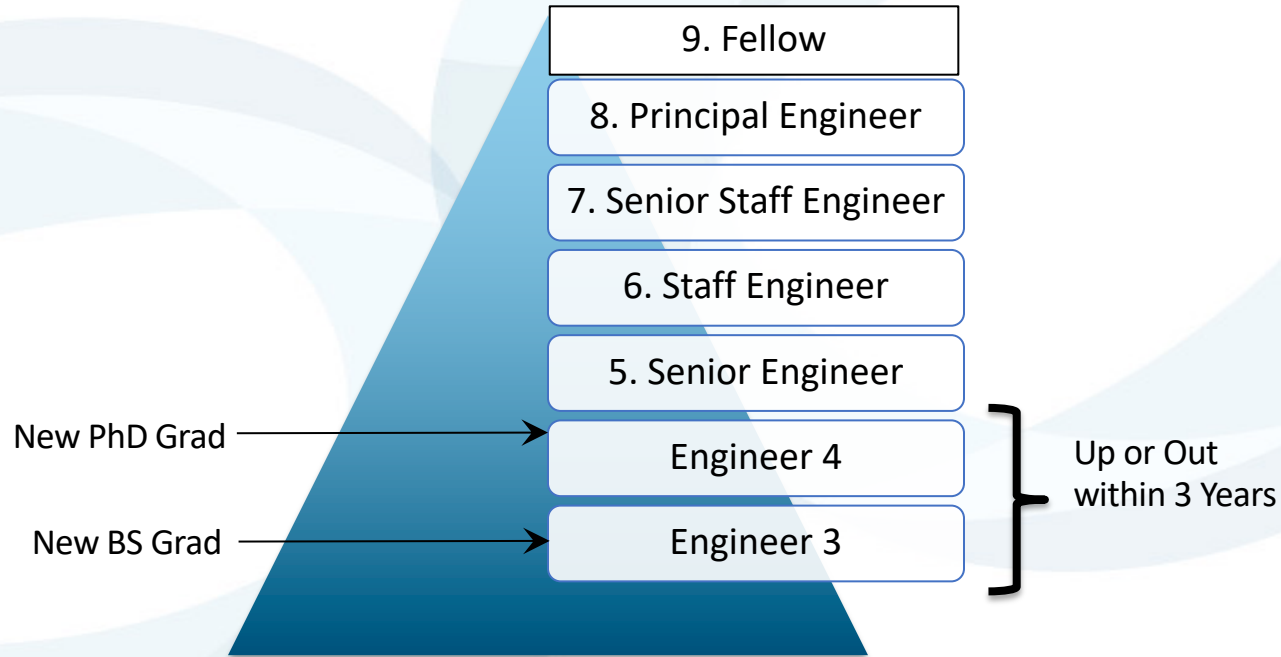 9. Fellow
8. Principal Engineer
7. Senior Staff Engineer
6. Staff Engineer
5. Senior Engineer
New PhD Grad
Engineer 4
Up or Out
within 3 Years
New BS Grad
Engineer 3